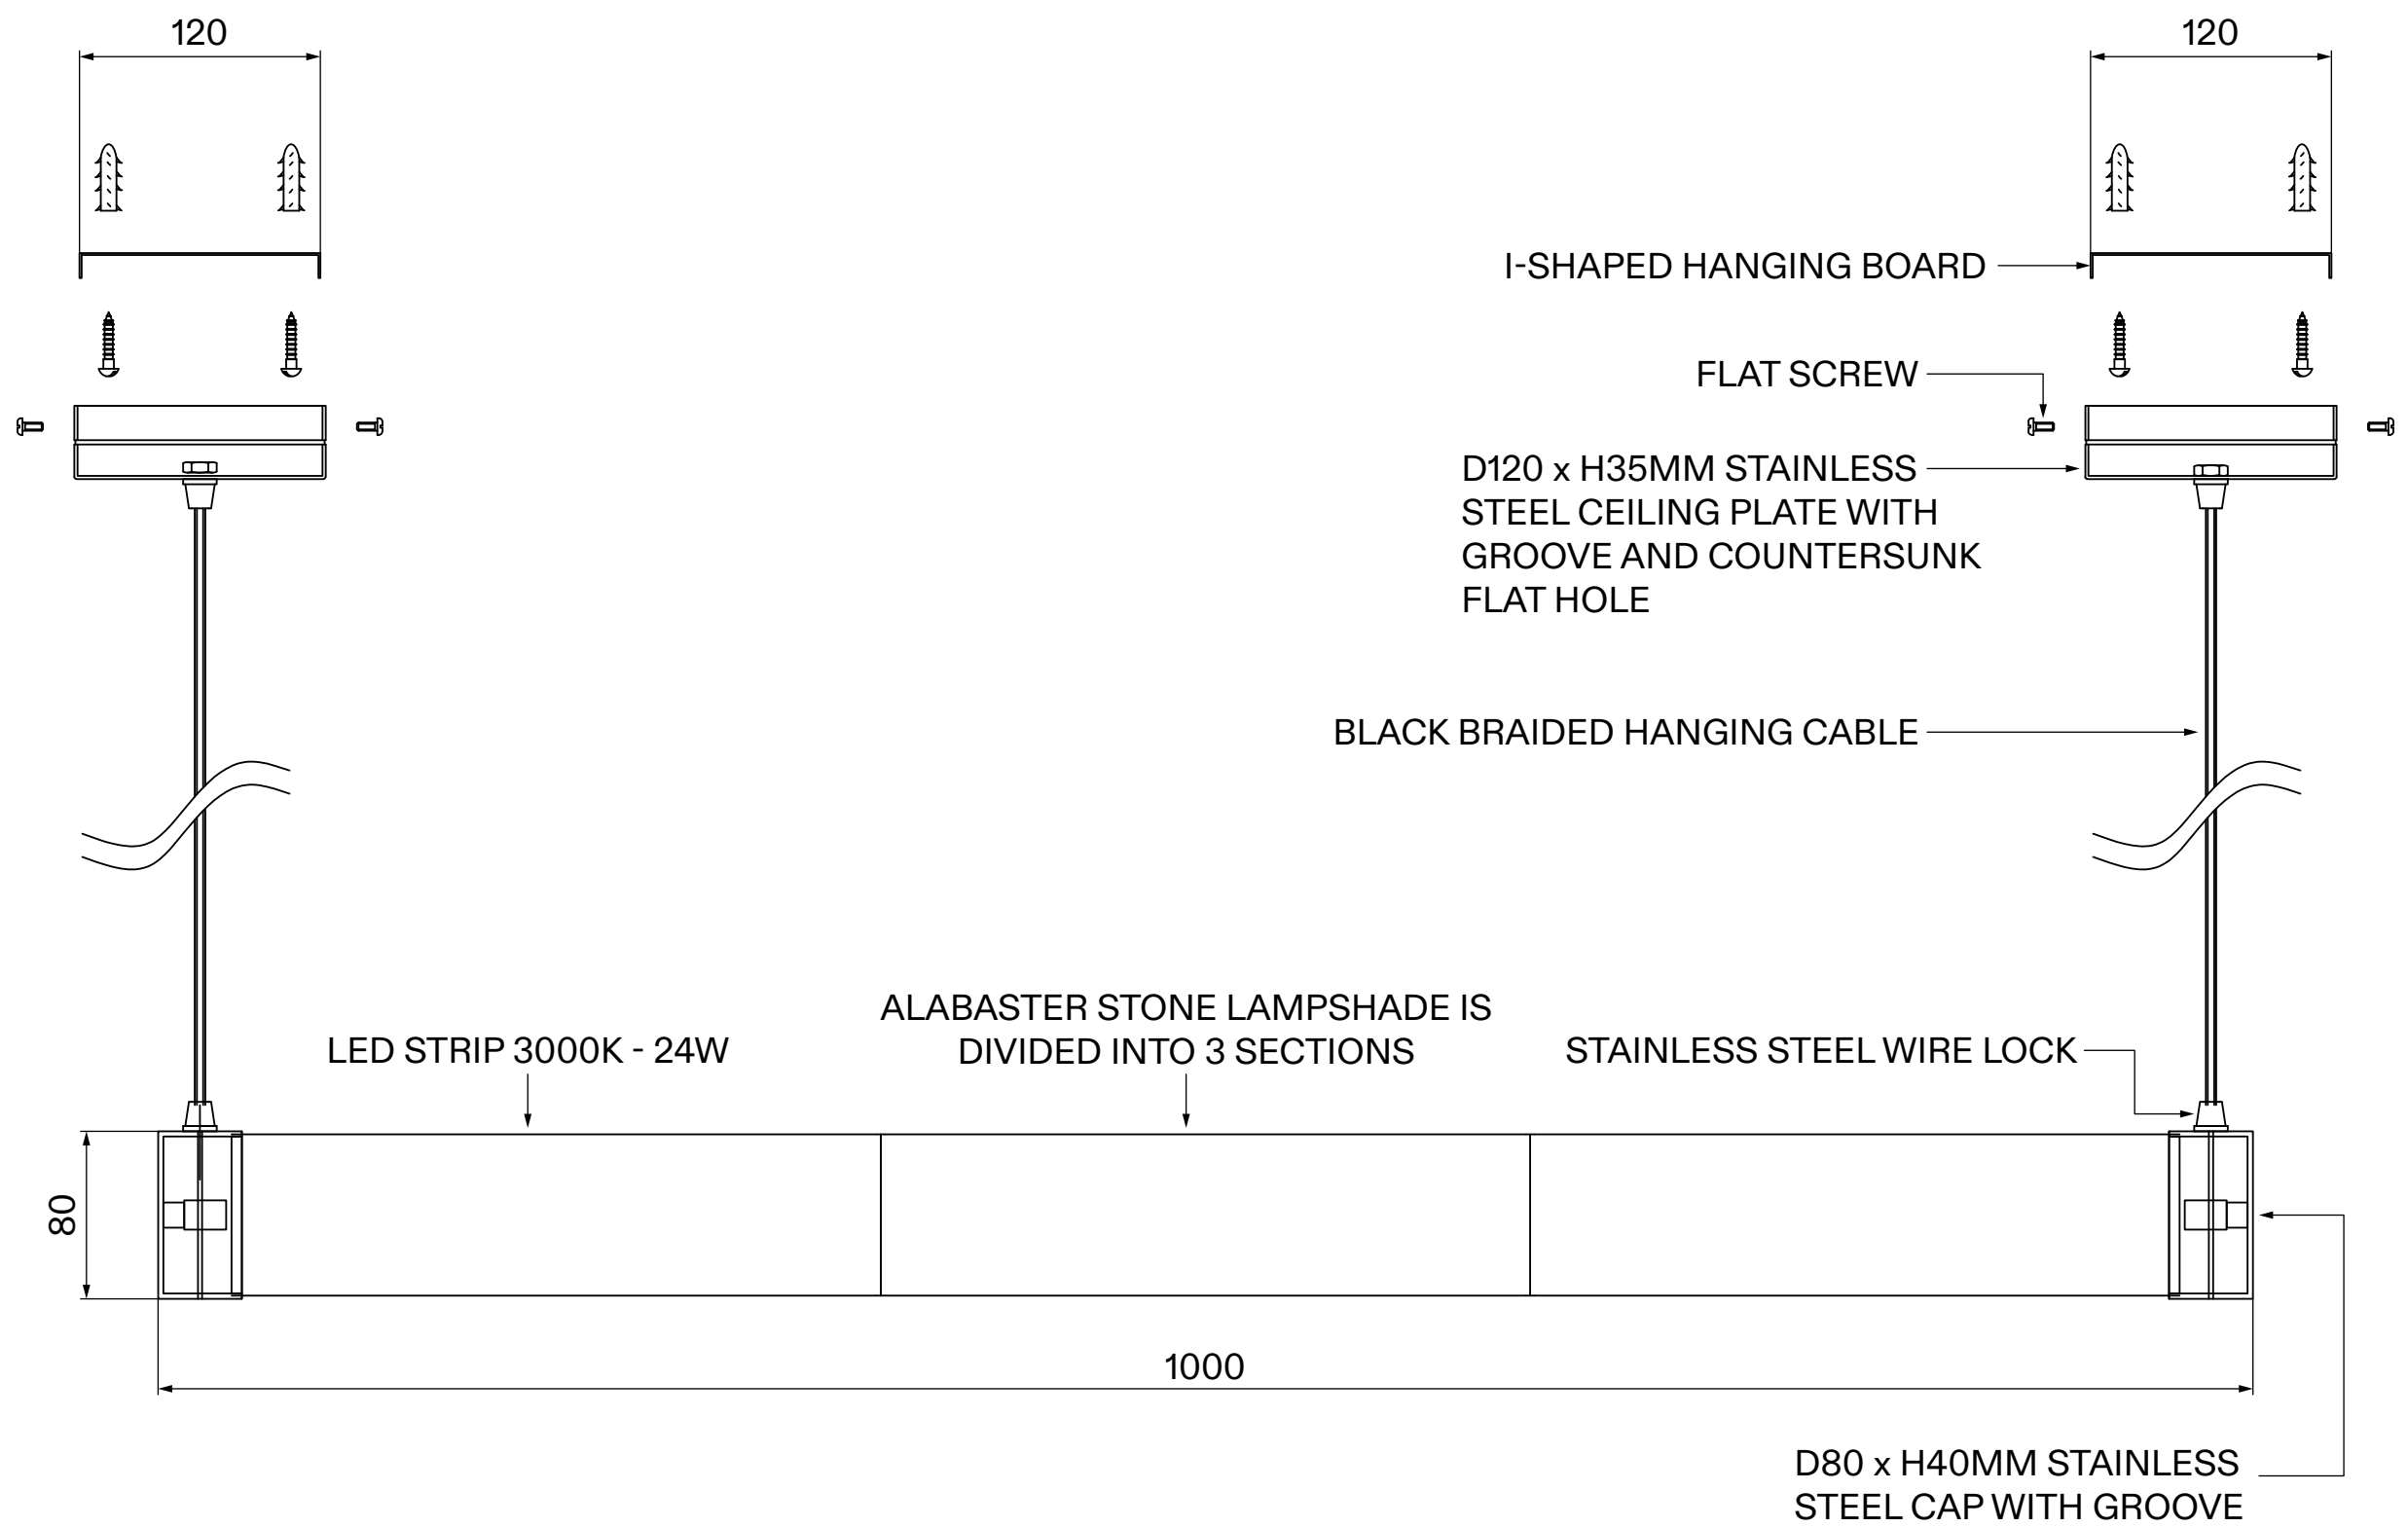 120
120
I-SHAPED HANGING BOARD
FLAT SCREW
D120 x H35MM STAINLESS
STEEL CEILING PLATE WITH
GROOVE AND COUNTERSUNK
FLAT HOLE
BLACK BRAIDED HANGING CABLE
ALABASTER STONE LAMPSHADE IS
DIVIDED INTO 3 SECTIONS
LED STRIP 3000K - 24W
STAINLESS STEEL WIRE LOCK
80
1000
D80 x H40MM STAINLESS
STEEL CAP WITH GROOVE